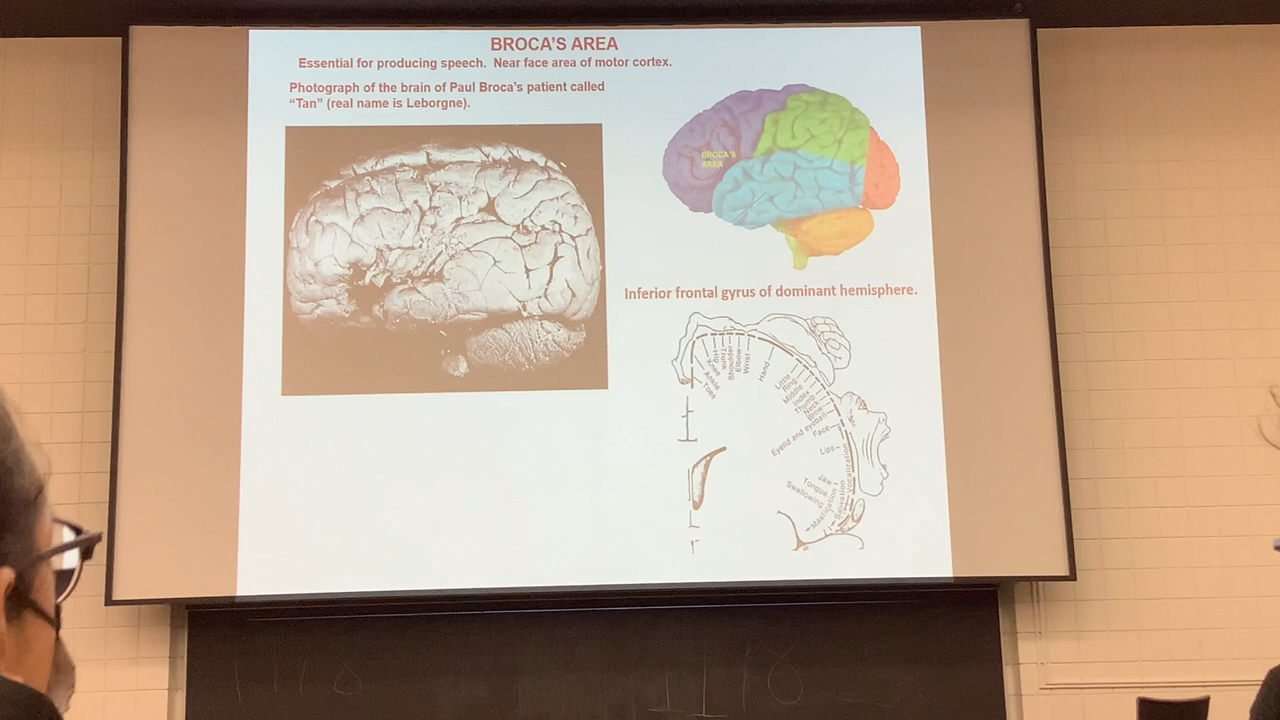 BROCA'S AREA
Essential for producing speech. Near face area of motor cortex.
Photograph of the brain of Paul Broca's patient called
“Tan” (real name is Leborgne).
BROCA'S
AREA
Inferior frontal gyrus of dominant hemisphere.
Toes
Ankle
Knee
Hip
Trunk
Shoulder
Elbow
Wrist
Hand
Little
Ring
Middle
Index
Thumb
Neck
Brow
Eyelid and eyeball
Face
Lips
Vocalization
Jaw
Tongue
Swallowing
Mastication
Salivation